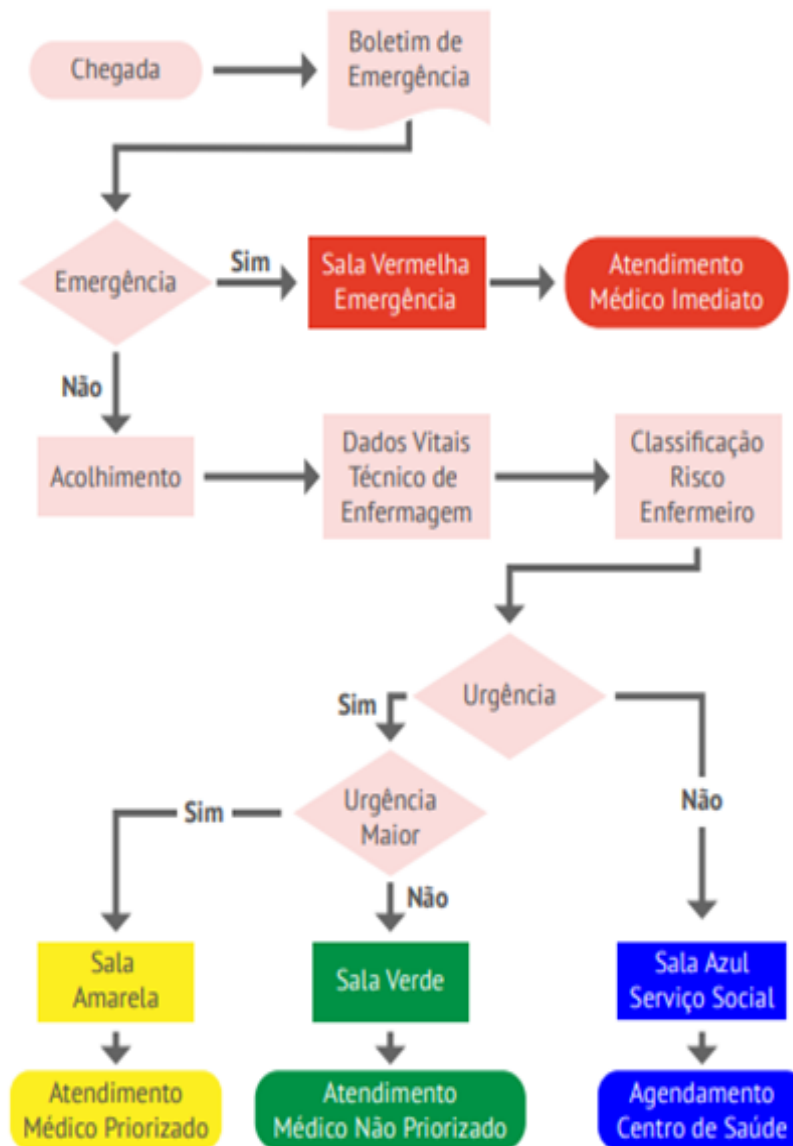 Chegada
Boletim de
Emergência
Emergência
Sim
Sala Vermelha
Emergência
Atendimento
Médico Imediato
Não
Acolhimento
Dados Vitais
Técnico de
Enfermagem
Classificação
Risco
Enfermeiro
Urgência
Sim
Não
Urgência
Maior
Sim
Não
Sala
Amarela
Sala Verde
Sala Azul
Serviço Social
Atendimento
Médico Priorizado
Atendimento
Médico Não Priorizado
Agendamento
Centro de Saúde